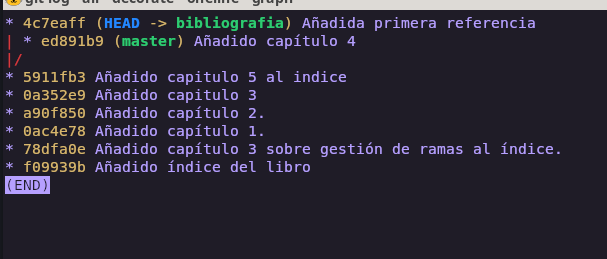 * 4c7eaff (HEAD -> bibliografia) Añadida primera referencia
| * ed891b9 (master) Añadido capítulo 4
|/
* 5911fb3 Añadido capitulo 5 al indice
* 0a352e9 Añadido capitulo 3
* a90f850 Añadido capitulo 2.
* 0ac4e78 Añadido capitulo 1.
* 78dfa0e Añadido capítulo 3 sobre gestión de ramas al índice.
* f09939b Añadido índice del libro
(END)